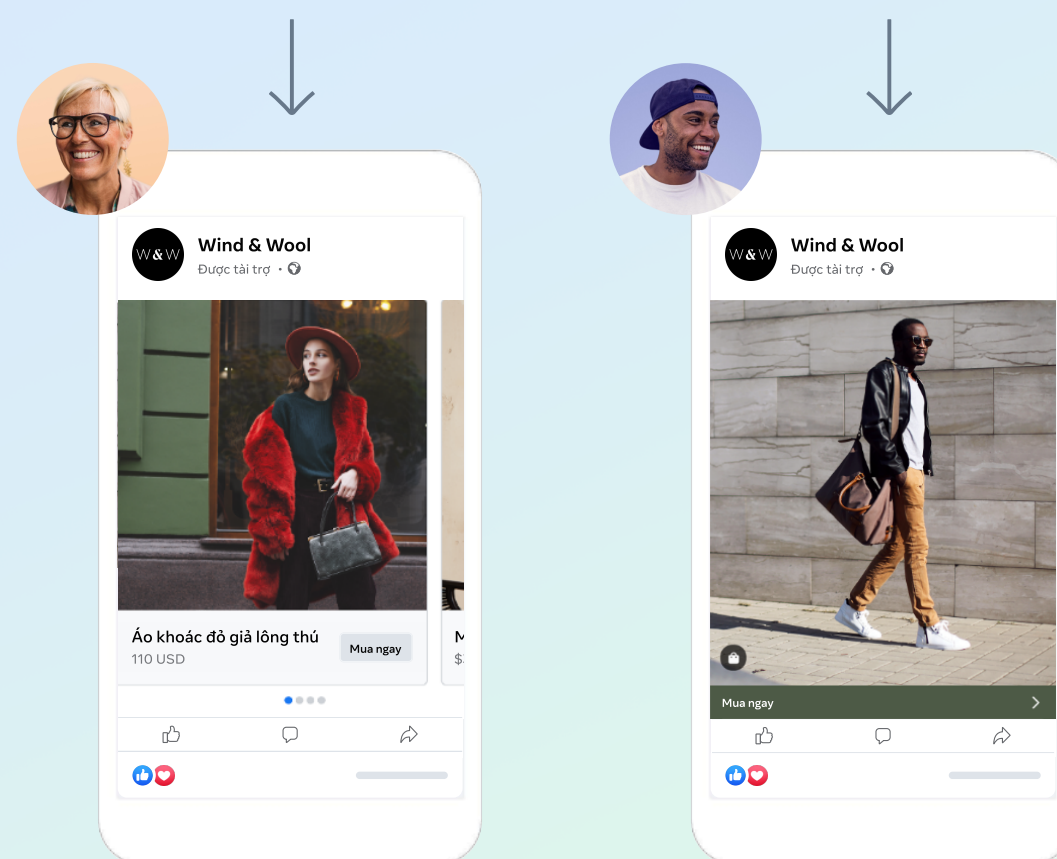 W&W
Wind & Wool
Được tài trợ
Áo khoác đỏ giả lông thú
110 USD
Mua ngay
M
$
W&W
Wind & Wool
Được tài trợ
Mua ngay